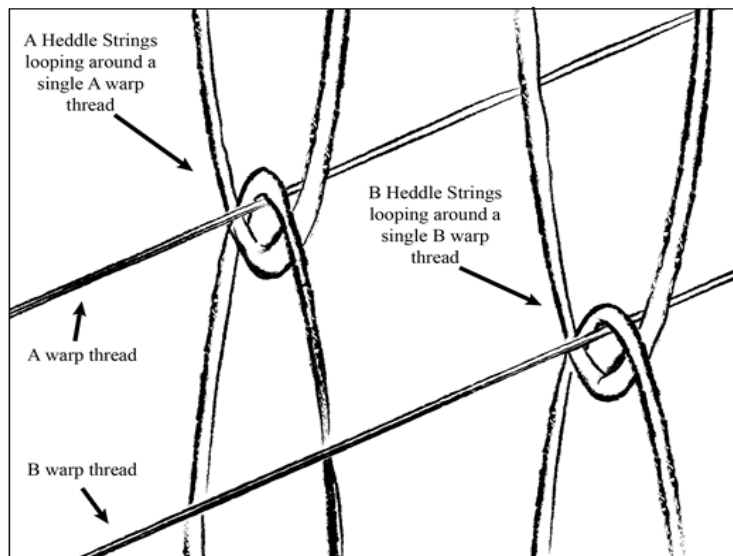 A Heddle Strings
looping around a
single A warp
thread
B Heddle Strings
looping around a
single B warp
thread
A warp thread
B warp thread